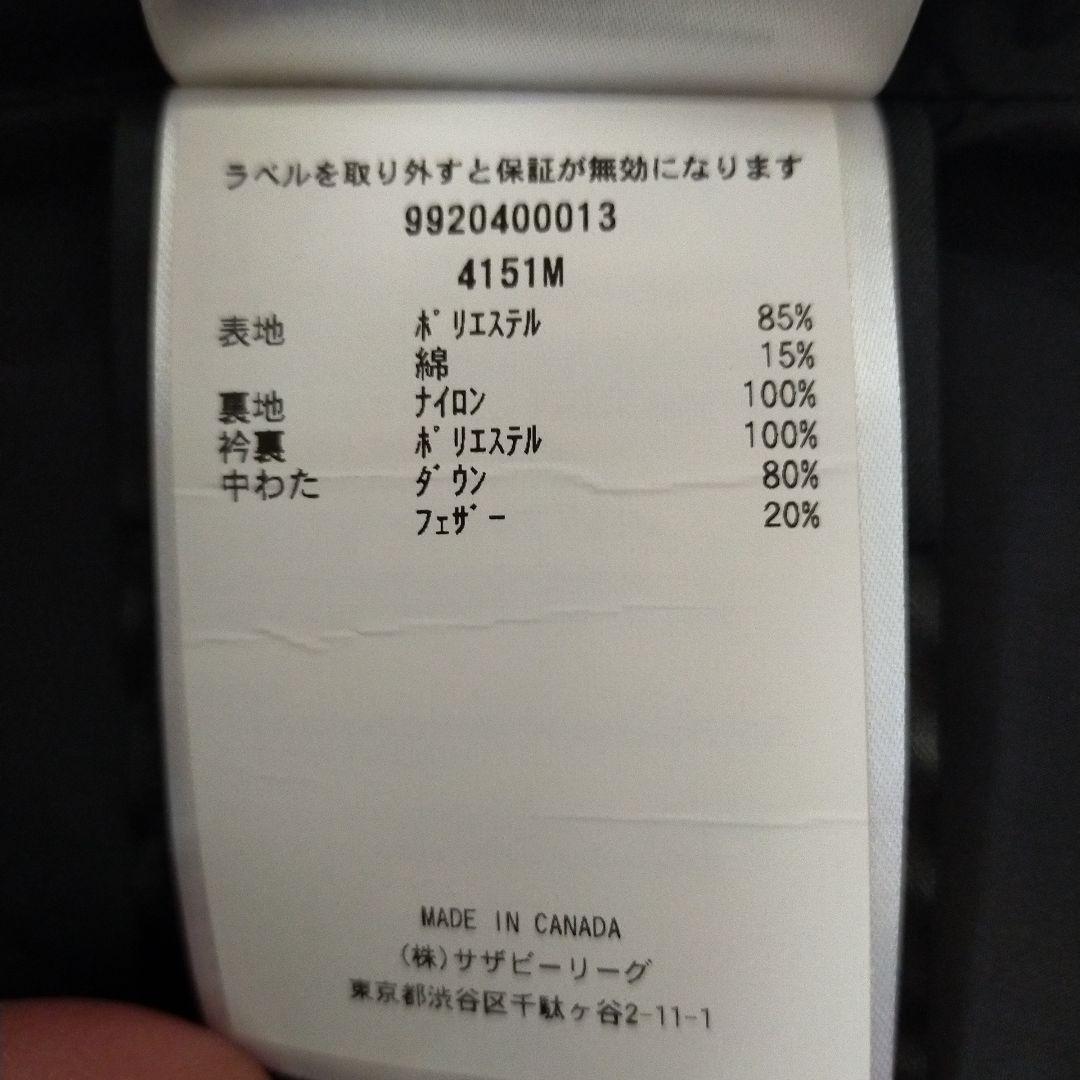 ラベルを取り外すと保証が無効になります
9920400013
4151M
表地 ﾎﾟﾘｴｽﾃﾙ 85%
綿 15%
裏地 ﾅｲﾛﾝ 100%
衿裏 ﾎﾟﾘｴｽﾃﾙ 100%
中わた ﾀﾞｳﾝ 80%
ﾌｪｻﾞｰ 20%
MADE IN CANADA
(株)サザビーリーグ
東京都渋谷区千駄ヶ谷2-11-1